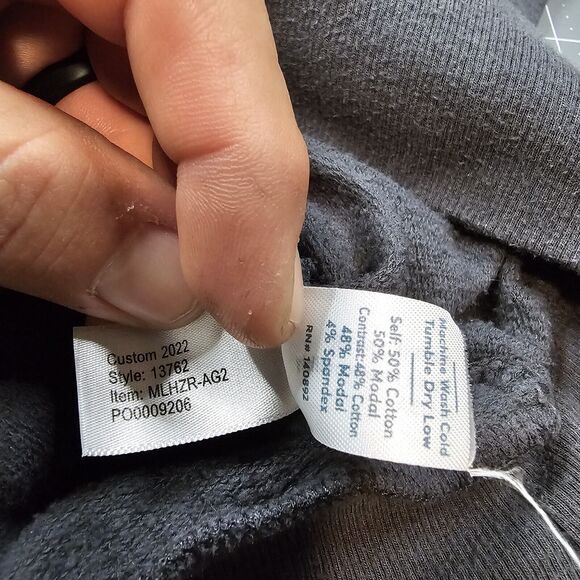 Custom 2022
Style: 13762
Item: MLHZR-AG2
PO0009206
Machine Wash Cold
Tumble Dry Low
Self: 50% Cotton
50% Modal
Contrast: 48% Cotton
48% Modal
4% Spandex
RN# 140892